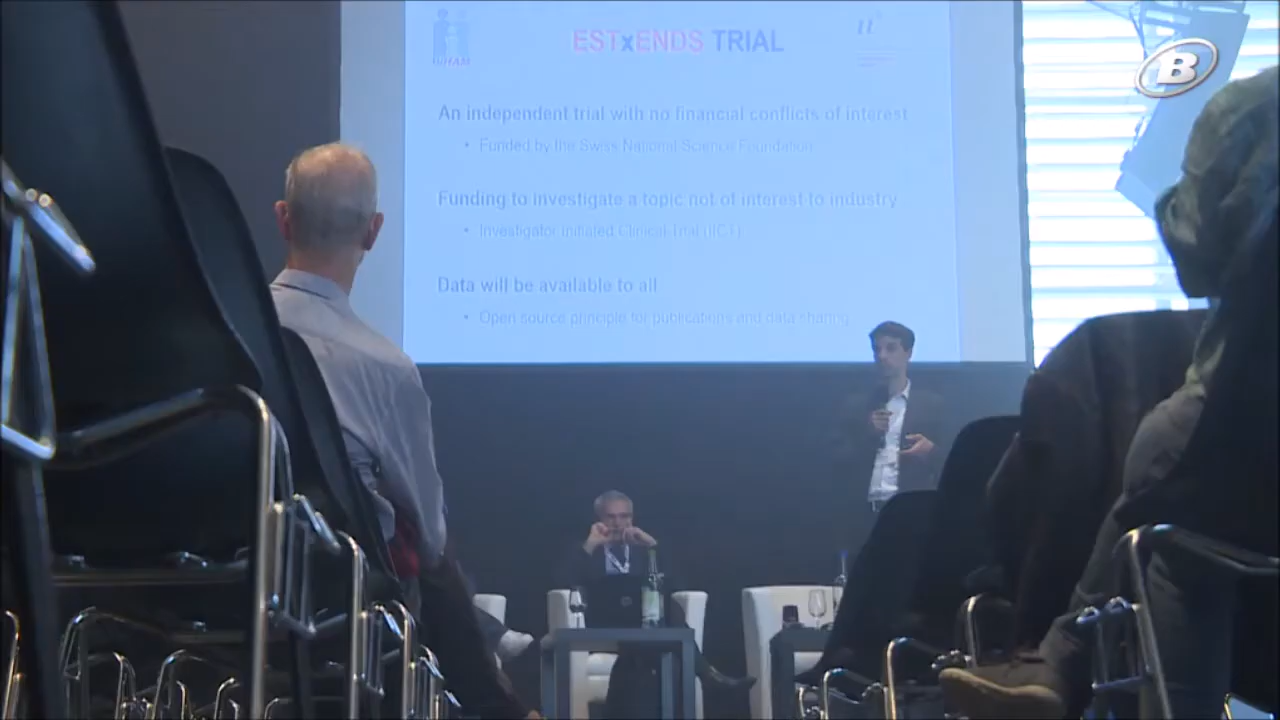 ESTxENDS TRIAL
B
An independent trial with no financial conflicts of interest
• Funded by the Swiss National Science Foundation
Funding to investigate a topic not of interest to industry
• Investigator initiated Clinical Trial (IICT)
Data will be available to all
• Open source principle for publications and data sharing